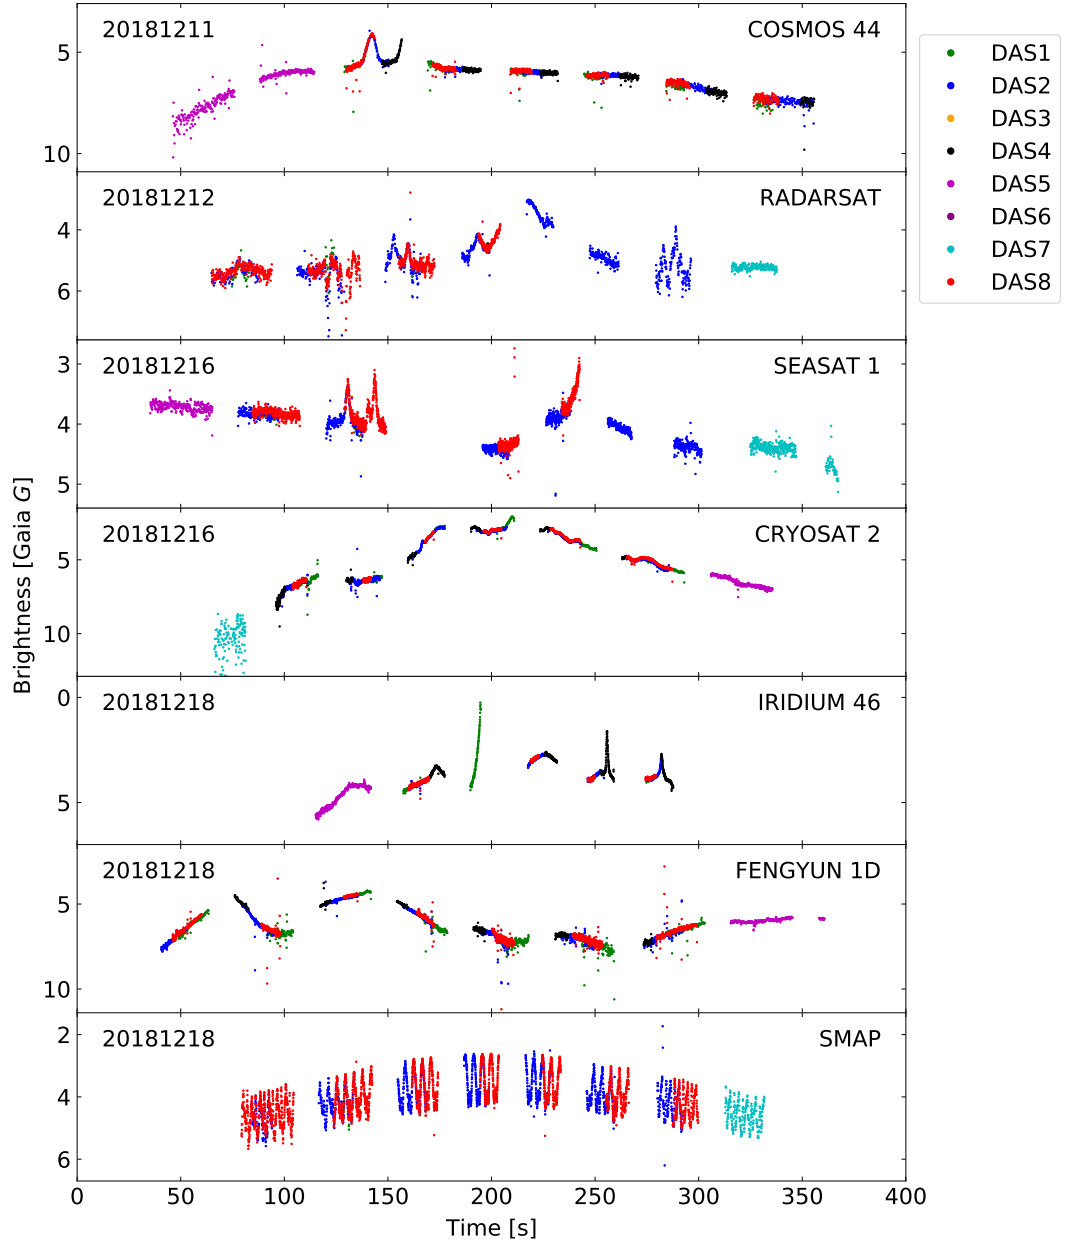 20181211 COSMOS 44
5
10
DAS1
DAS2
DAS3
DAS4
DAS5
DAS6
DAS7
DAS8
20181212 RADARSAT
4
6
20181216 SEASAT 1
3
4
5
Brightness [Gaia G]
20181216 CRYOSAT 2
5
10
20181218 IRIDIUM 46
0
5
20181218 FENGYUN 1D
5
10
20181218 SMAP
2
4
6
0 50 100 150 200 250 300 350 400
Time [s]